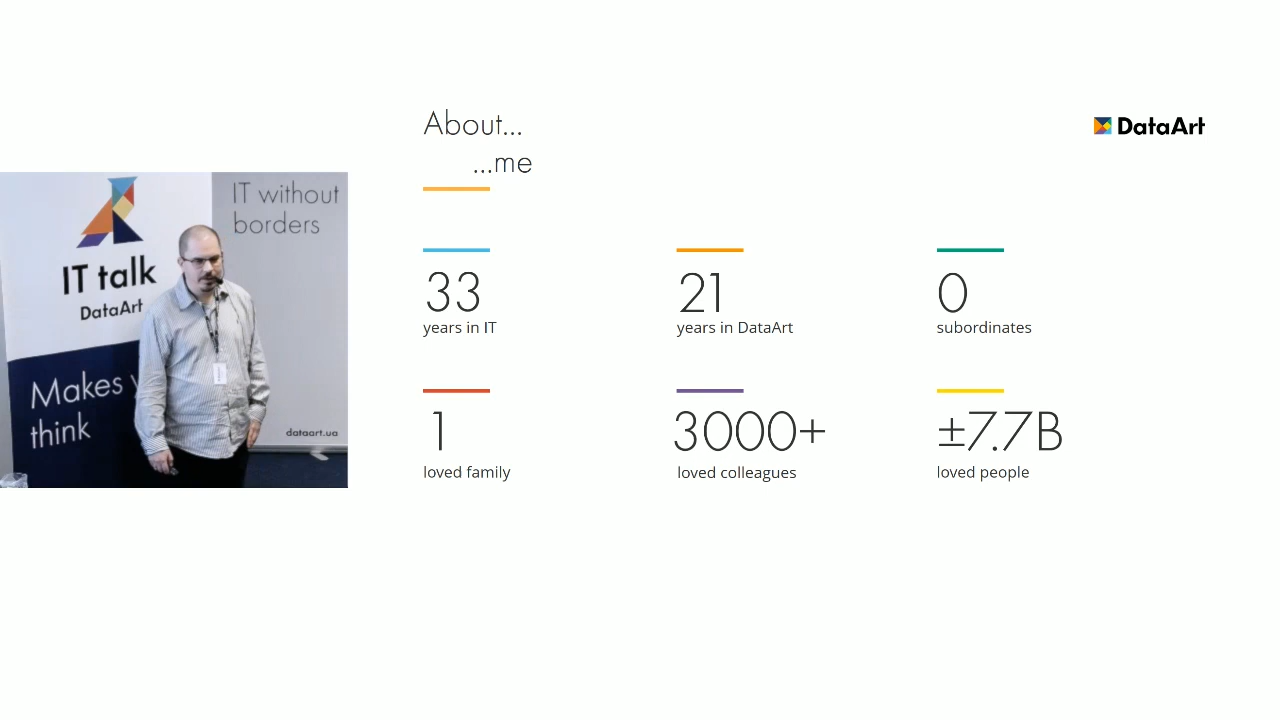 About...
...me
DataArt
33
years in IT
21
years in DataArt
0
subordinates
1
loved family
3000+
loved colleagues
±7.7B
loved people
IT talk
DataArt
Makes
think
IT without
borders
dataart.ua